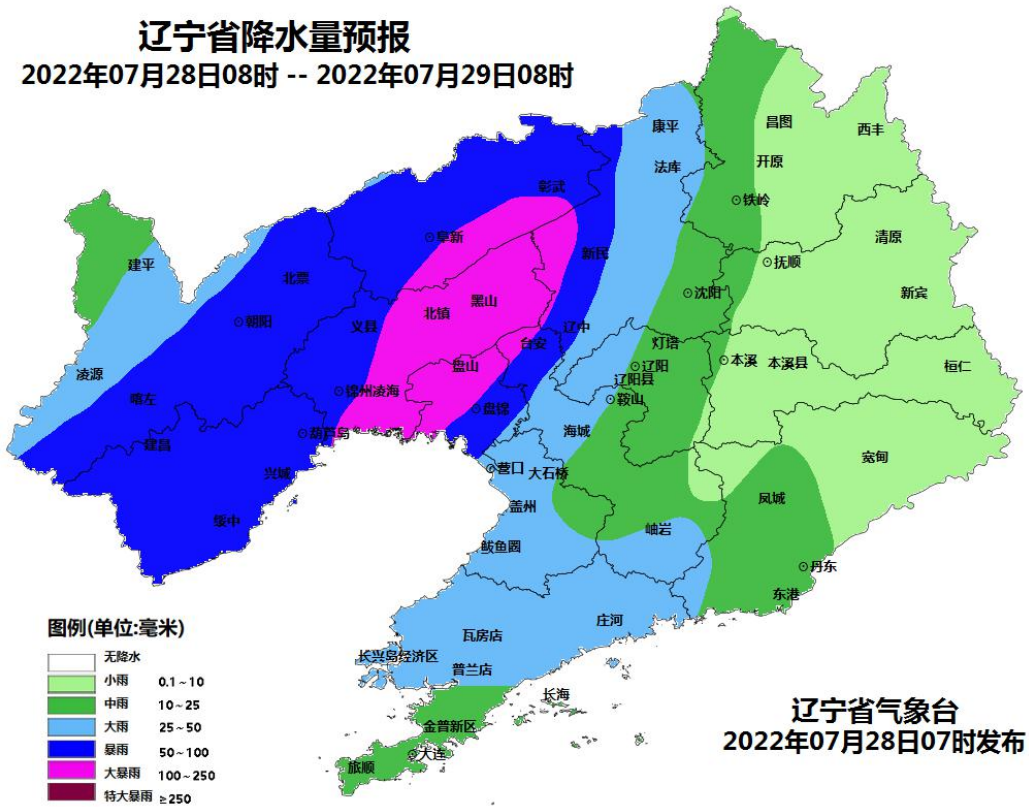 辽宁省降水量预报
2022年07月28日08时 -- 2022年07月29日08时
康平
昌图
西丰
法库
开原
彰武
铁岭
阜新
清原
新民
抚顺
建平
北票
沈阳
新宾
黑山
北镇
朝阳
义县
辽中
台安
灯塔
盘山
辽阳
本溪
本溪县
桓仁
凌源
辽阳县
锦州凌海
喀左
鞍山
盘锦
葫芦岛
海城
建昌
宽甸
营口
大石桥
兴城
凤城
盖州
绥中
岫岩
鲅鱼圈
丹东
东港
庄河
瓦房店
长兴岛经济区
普兰店
长海
金普新区
大连
旅顺
图例(单位:毫米)
无降水
小雨 0.1~10
中雨 10~25
大雨 25~50
暴雨 50~100
大暴雨 100~250
特大暴雨 ≥250
辽宁省气象台
2022年07月28日07时发布